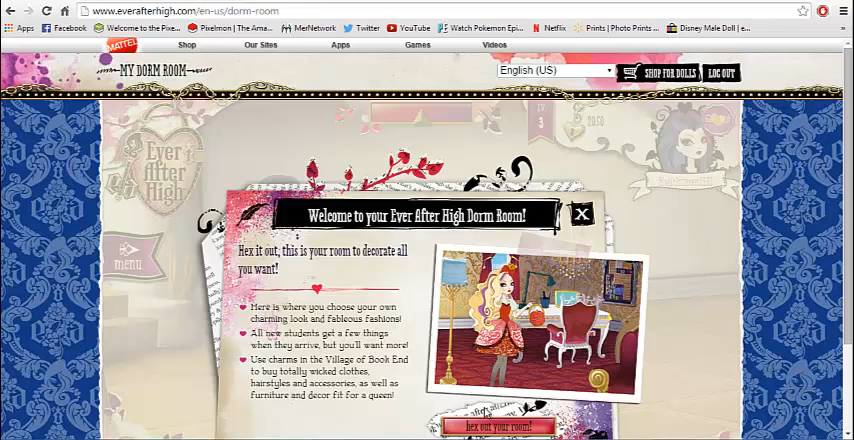 www.everafterhigh.com/en-us/dorm-room
Apps Facebook Welcome to the Pixe... Pixelmon | The Ama... MerNetwork Twitter YouTube Watch Pokemon Epi... Netflix Prints | Photo Prints ... Disney Male Doll | e... »
MATTEL Shop Our Sites Apps Games Videos
MY DORM ROOM English (US) SHOP FOR DOLLS LOG OUT
LV
3
2050
Ever
After
High
menu
Welcome to your Ever After High Dorm Room!
X
Hex it out, this is your room to decorate all
you want!
Here is where you choose your own
charming look and fableous fashions!
All new students get a few things
when they arrive, but you'll want more!
Use charms in the Village of Book End
to buy totally wicked clothes,
hairstyles and accessories, as well as
furniture and decor fit for a queen!
hex out your room!